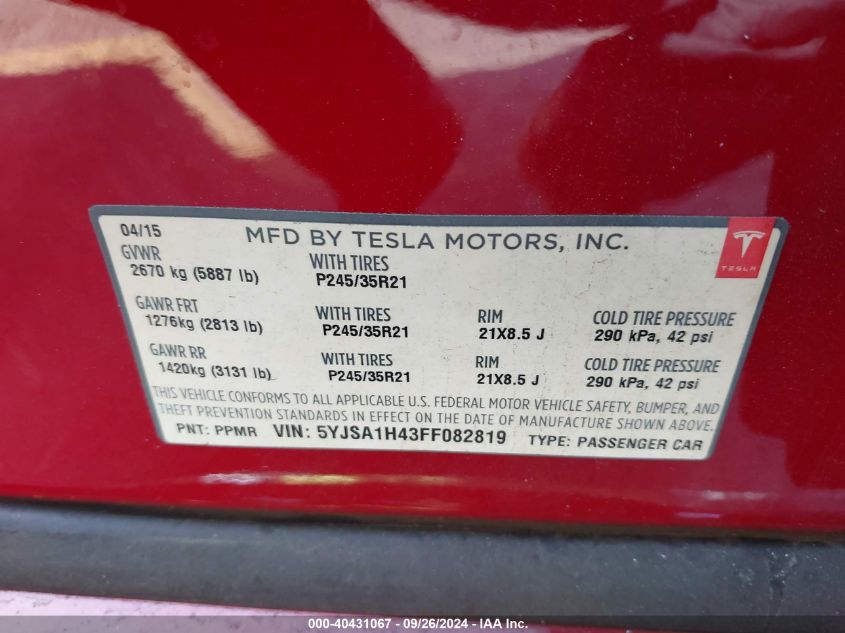 04/15 MFD BY TESLA MOTORS, INC.
TESLA
GVWR WITH TIRES
2670 kg (5887 lb) P245/35R21
GAWR FRT WITH TIRES RIM COLD TIRE PRESSURE
1276kg (2813 lb) P245/35R21 21X8.5 J 290 kPa, 42 psi
GAWR RR WITH TIRES RIM COLD TIRE PRESSURE
1420kg (3131 lb) P245/35R21 21X8.5 J 290 kPa, 42 psi
THIS VEHICLE CONFORMS TO ALL APPLICABLE U.S. FEDERAL MOTOR VEHICLE SAFETY, BUMPER, AND
THEFT PREVENTION STANDARDS IN EFFECT ON THE DATE OF MANUFACTURE SHOWN ABOVE.
PNT: PPMR VIN: 5YJSA1H43FF082819 TYPE: PASSENGER CAR
000-40431067 - 09/26/2024 - IAA Inc.